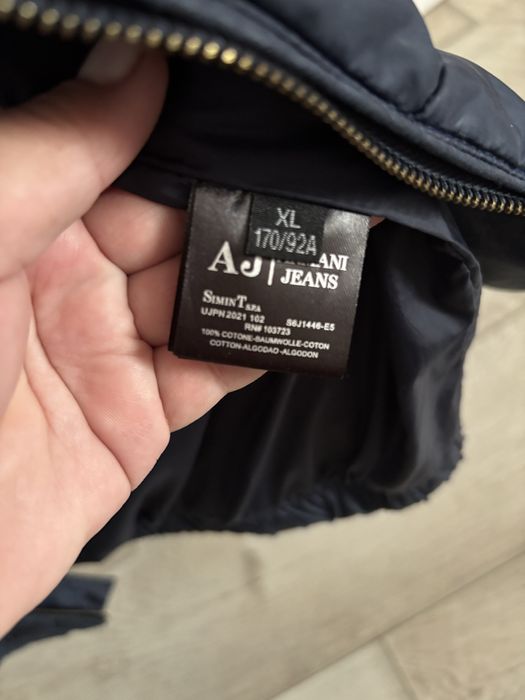 XL
170/92A
AJ | ANI
JEANS
SIMINT S.P.A.
UJPN2021 102 S6J1446-E5
RN# 103723
100% COTONE-BAUMWOLLE-COTON
COTTON-ALGODAO-ALGODON